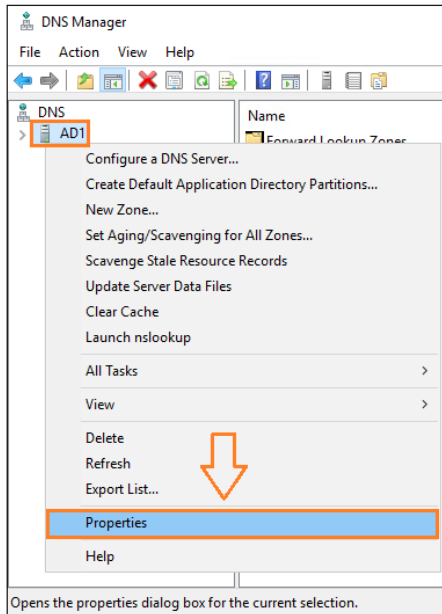 DNS Manager
File Action View Help
DNS
AD1
Name
Forward Lookup Zones
Configure a DNS Server...
Create Default Application Directory Partitions...
New Zone...
Set Aging/Scavenging for All Zones...
Scavenge Stale Resource Records
Update Server Data Files
Clear Cache
Launch nslookup
All Tasks
View
Delete
Refresh
Export List...
Properties
Help
Opens the properties dialog box for the current selection.